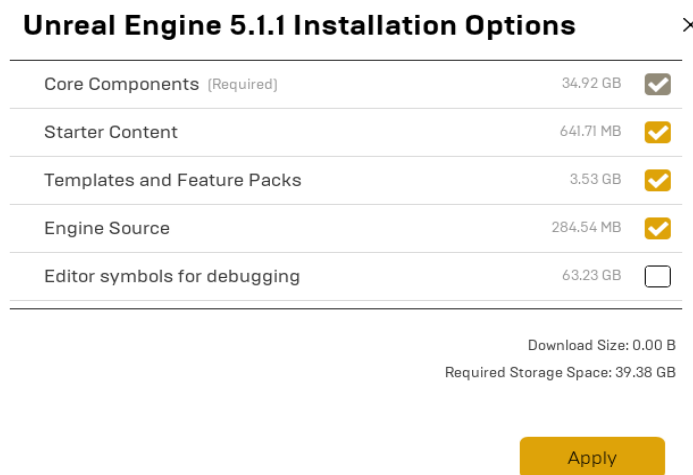 Unreal Engine 5.1.1 Installation Options
Core Components (Required) 34.92 GB
Starter Content 641.71 MB
Templates and Feature Packs 3.53 GB
Engine Source 284.54 MB
Editor symbols for debugging 63.23 GB
Download Size: 0.00 B
Required Storage Space: 39.38 GB
Apply